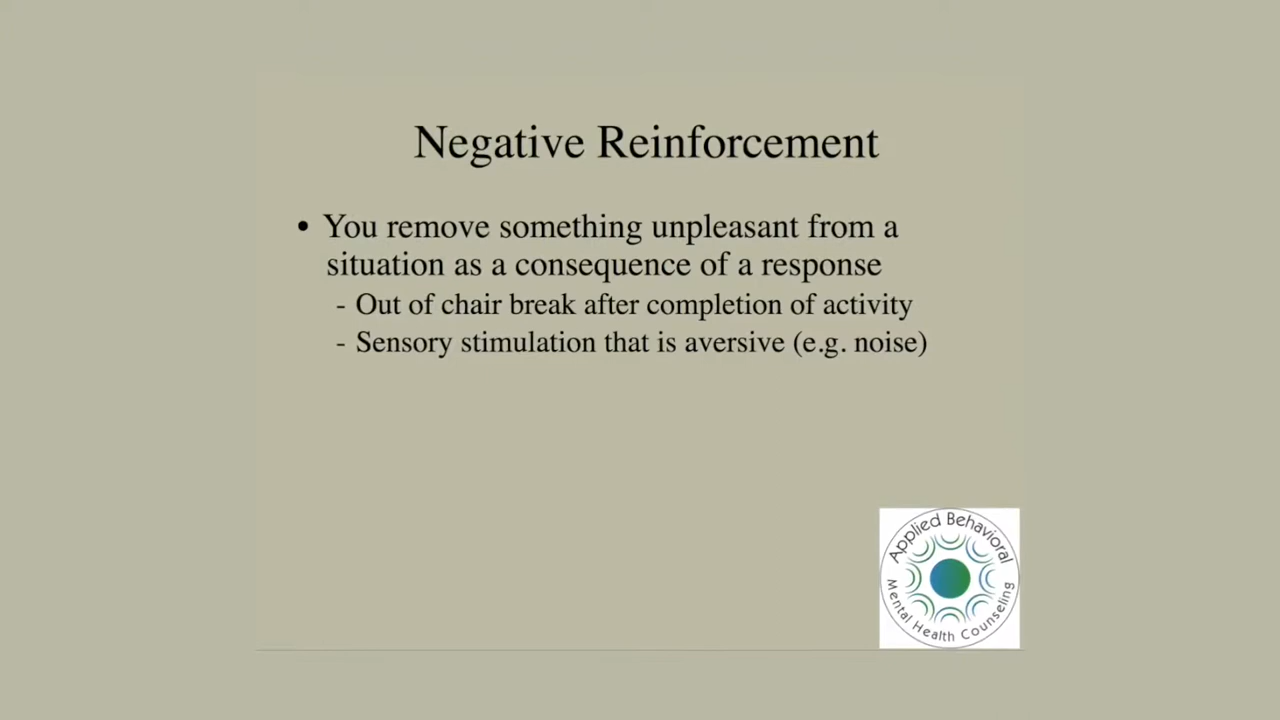 Negative Reinforcement
• You remove something unpleasant from a
situation as a consequence of a response
- Out of chair break after completion of activity
- Sensory stimulation that is aversive (e.g. noise)
Applied Behavioral
Mental Health Counseling